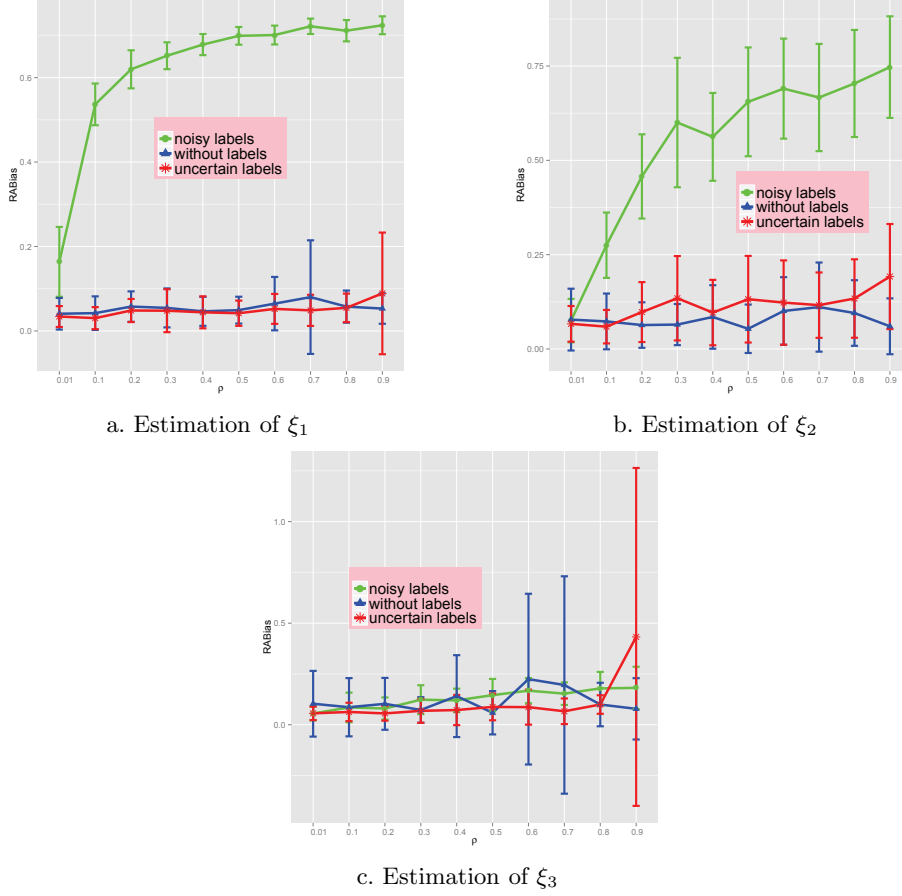 0.6
0.4
0.2
0.0
RABias
noisy labels
without labels
uncertain labels
0.01 0.1 0.2 0.3 0.4 0.5 0.6 0.7 0.8 0.9
ρ
a. Estimation of ξ₁
0.75
0.50
0.25
0.00
RABias
noisy labels
without labels
uncertain labels
0.01 0.1 0.2 0.3 0.4 0.5 0.6 0.7 0.8 0.9
ρ
b. Estimation of ξ₂
1.0
0.5
0.0
RABias
noisy labels
without labels
uncertain labels
0.01 0.1 0.2 0.3 0.4 0.5 0.6 0.7 0.8 0.9
ρ
c. Estimation of ξ₃